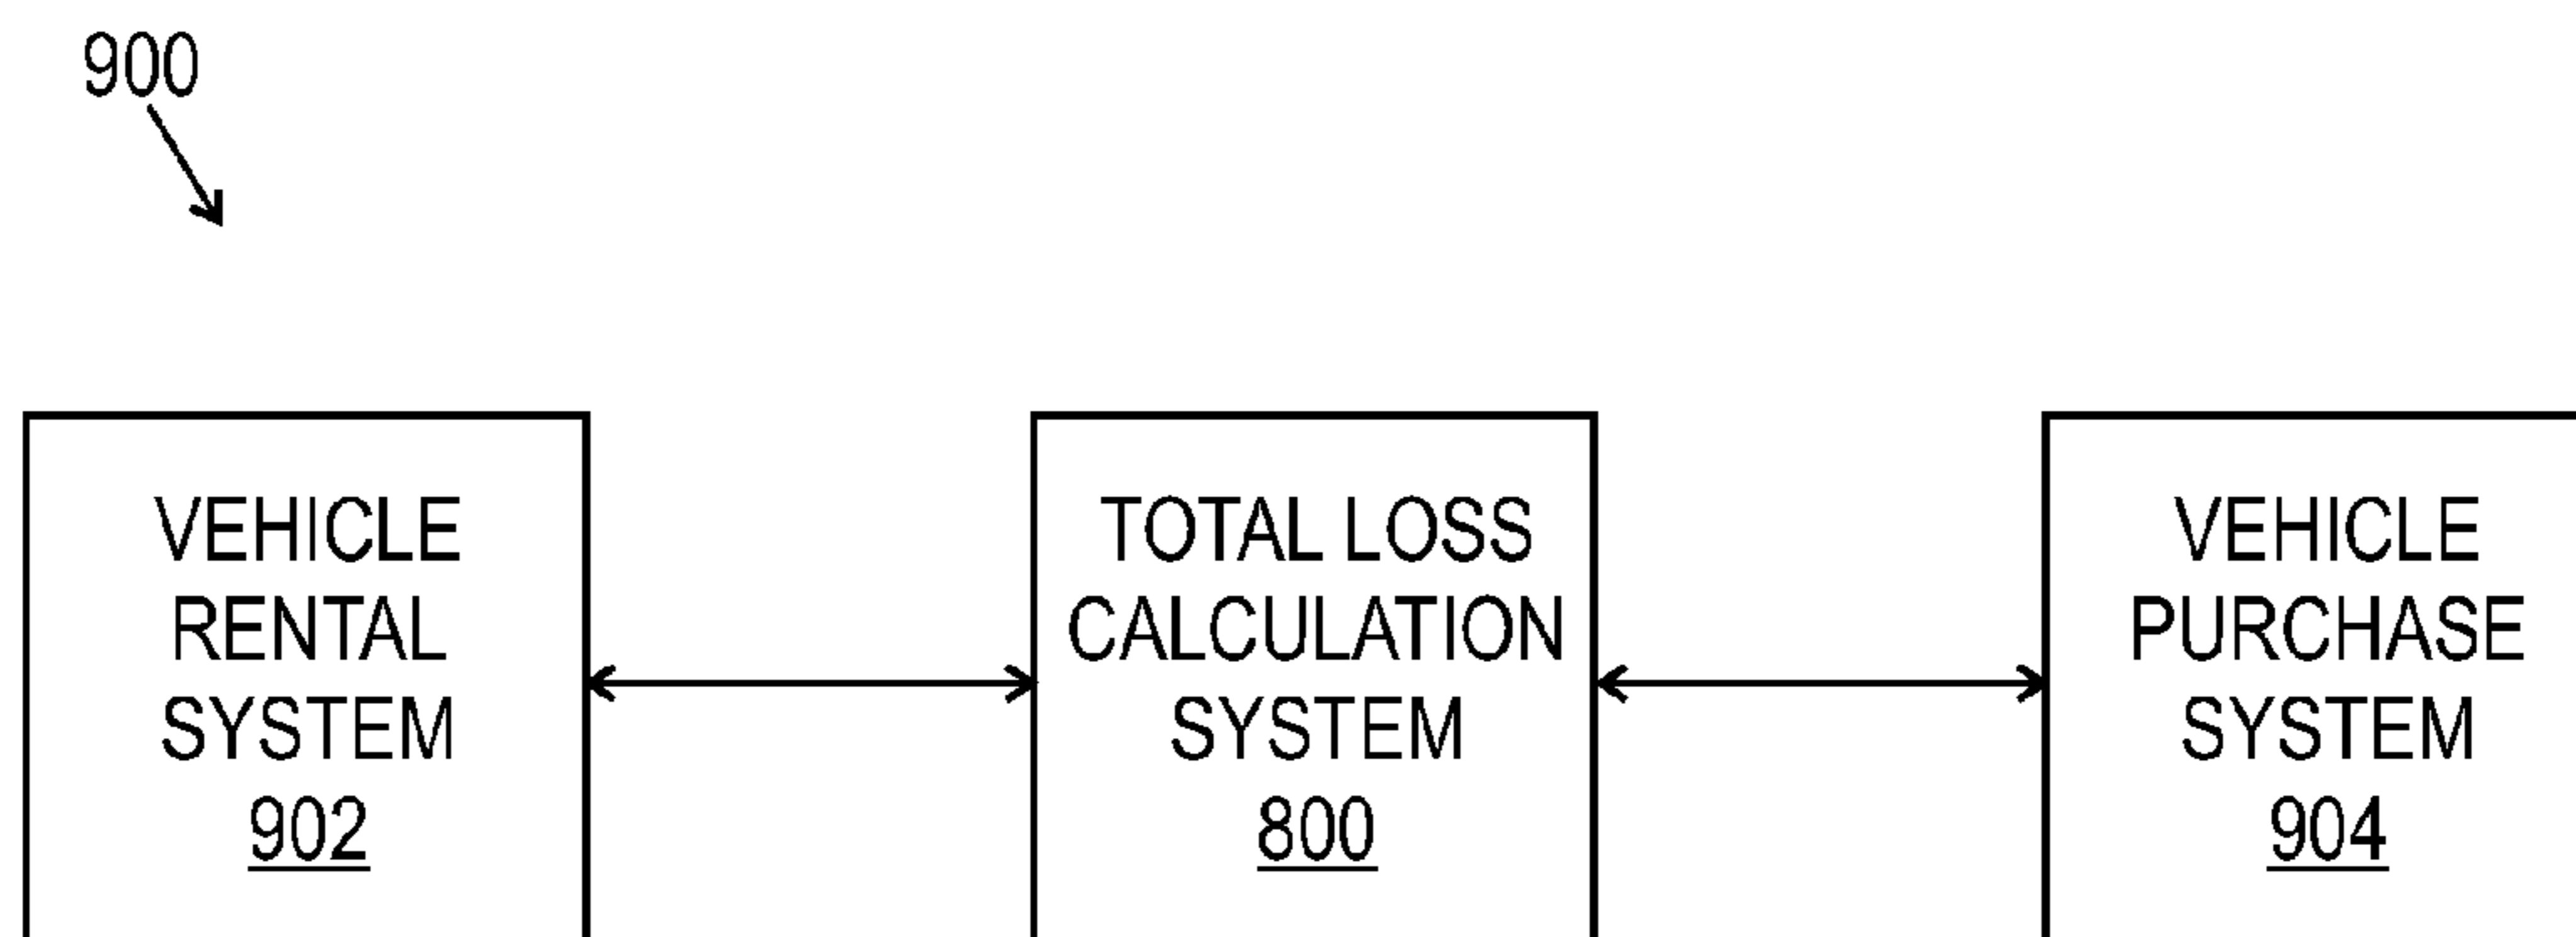 900
VEHICLE
RENTAL
SYSTEM
902
TOTAL LOSS
CALCULATION
SYSTEM
800
VEHICLE
PURCHASE
SYSTEM
904